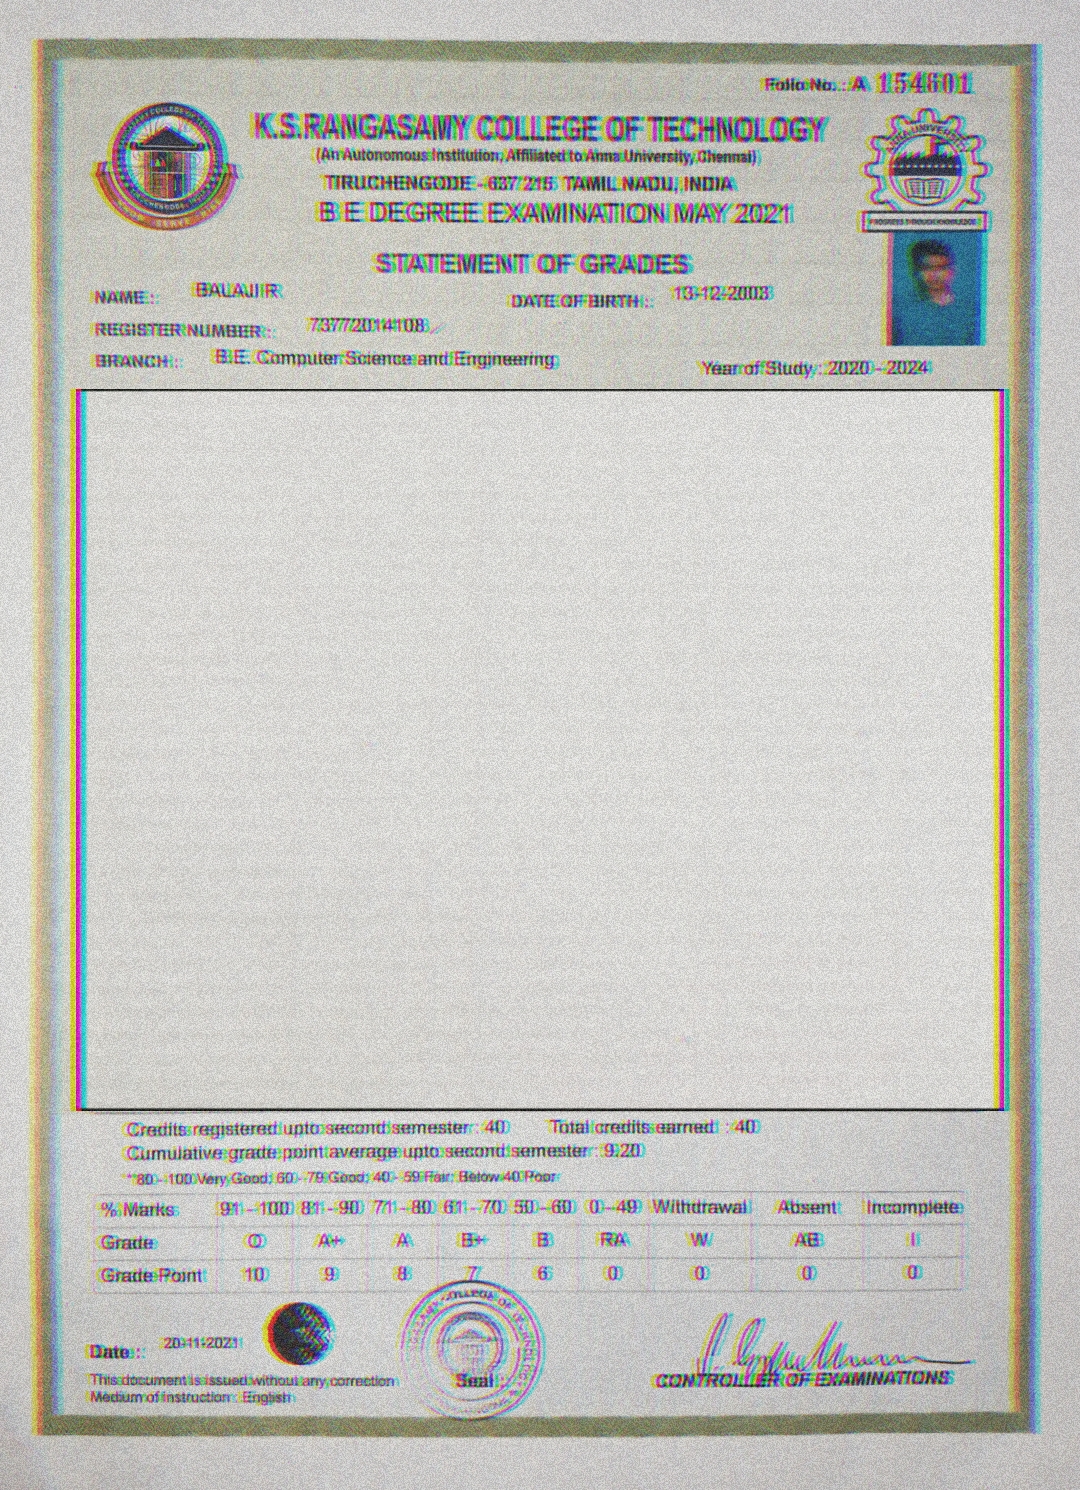 Folio No. : A 154601
K.S.RANGASAMY COLLEGE OF TECHNOLOGY
(An Autonomous Institution, Affiliated to Anna University, Chennai)
TIRUCHENGODE - 637 215 TAMIL NADU, INDIA
B E DEGREE EXAMINATION MAY 2021
PROGRESS THROUGH KNOWLEDGE
STATEMENT OF GRADES
NAME : BALAJI R
DATE OF BIRTH : 13-12-2003
REGISTER NUMBER : 73772014108
BRANCH : B.E. Computer Science and Engineering
Year of Study : 2020 - 2024
Credits registered upto second semester : 40 Total credits earned : 40
Cumulative grade point average upto second semester : 9.20
**80 - 100 Very Good; 60 - 79 Good; 40 - 59 Fair; Below 40 Poor
% Marks 91 - 100 81 - 90 71 - 80 61 - 70 50 - 60 0 - 49 Withdrawal Absent Incomplete
Grade O A+ A B+ B RA W AB I
Grade Point 10 9 8 7 6 0 0 0 0
Date : 20-11-2021
This document is issued without any correction
Medium of Instruction : English
Seal :
CONTROLLER OF EXAMINATIONS